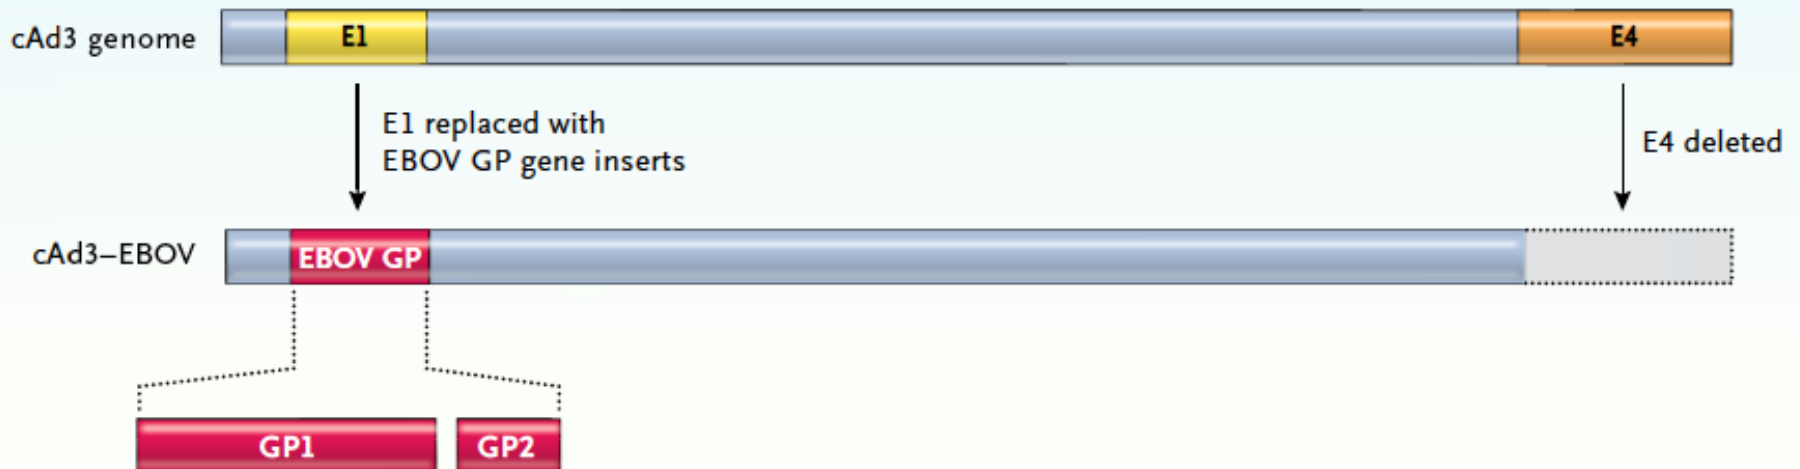 cAd3 genome
E1
E4
E1 replaced with
EBOV GP gene inserts
E4 deleted
cAd3–EBOV
EBOV GP
GP1
GP2